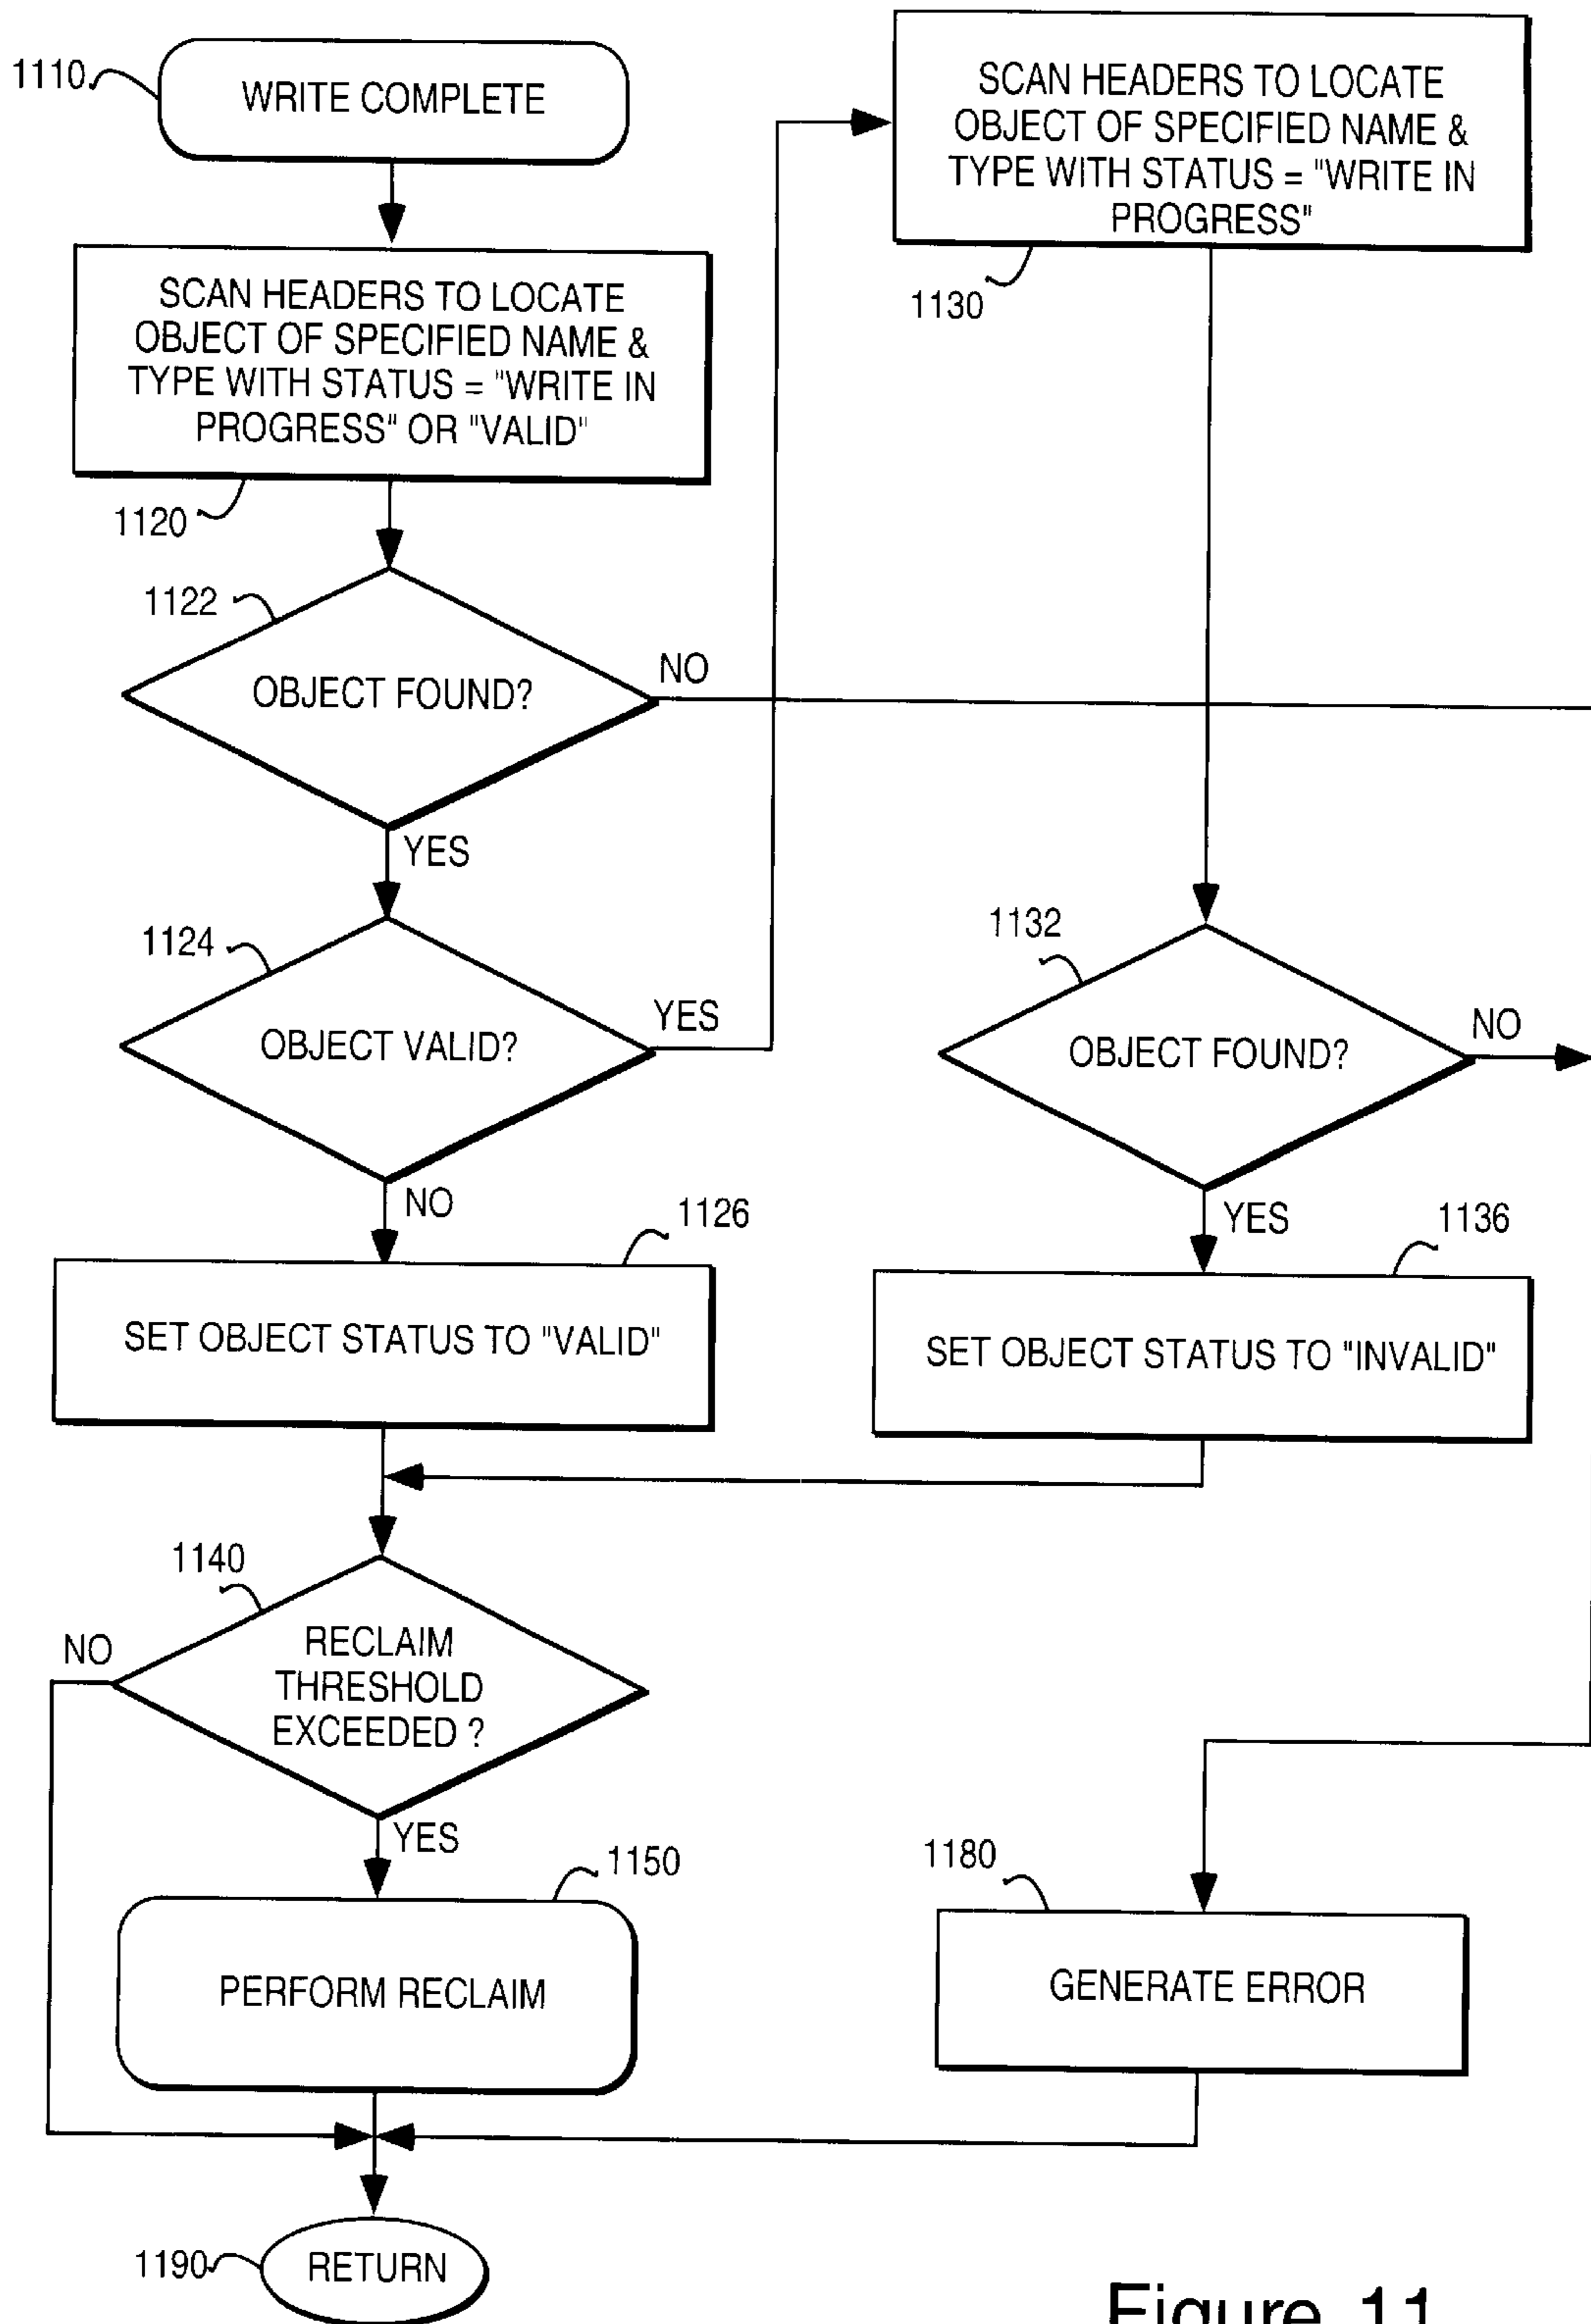 1110
WRITE COMPLETE
SCAN HEADERS TO LOCATE
OBJECT OF SPECIFIED NAME &
TYPE WITH STATUS = "WRITE IN
PROGRESS" OR "VALID"
1120
1122
OBJECT FOUND?
NO
YES
1124
OBJECT VALID?
YES
NO
1126
SET OBJECT STATUS TO "VALID"
SCAN HEADERS TO LOCATE
OBJECT OF SPECIFIED NAME &
TYPE WITH STATUS = "WRITE IN
PROGRESS"
1130
1132
OBJECT FOUND?
NO
YES
1136
SET OBJECT STATUS TO "INVALID"
1140
NO
RECLAIM
THRESHOLD
EXCEEDED ?
YES
1150
PERFORM RECLAIM
1180
GENERATE ERROR
1190
RETURN
Figure 11